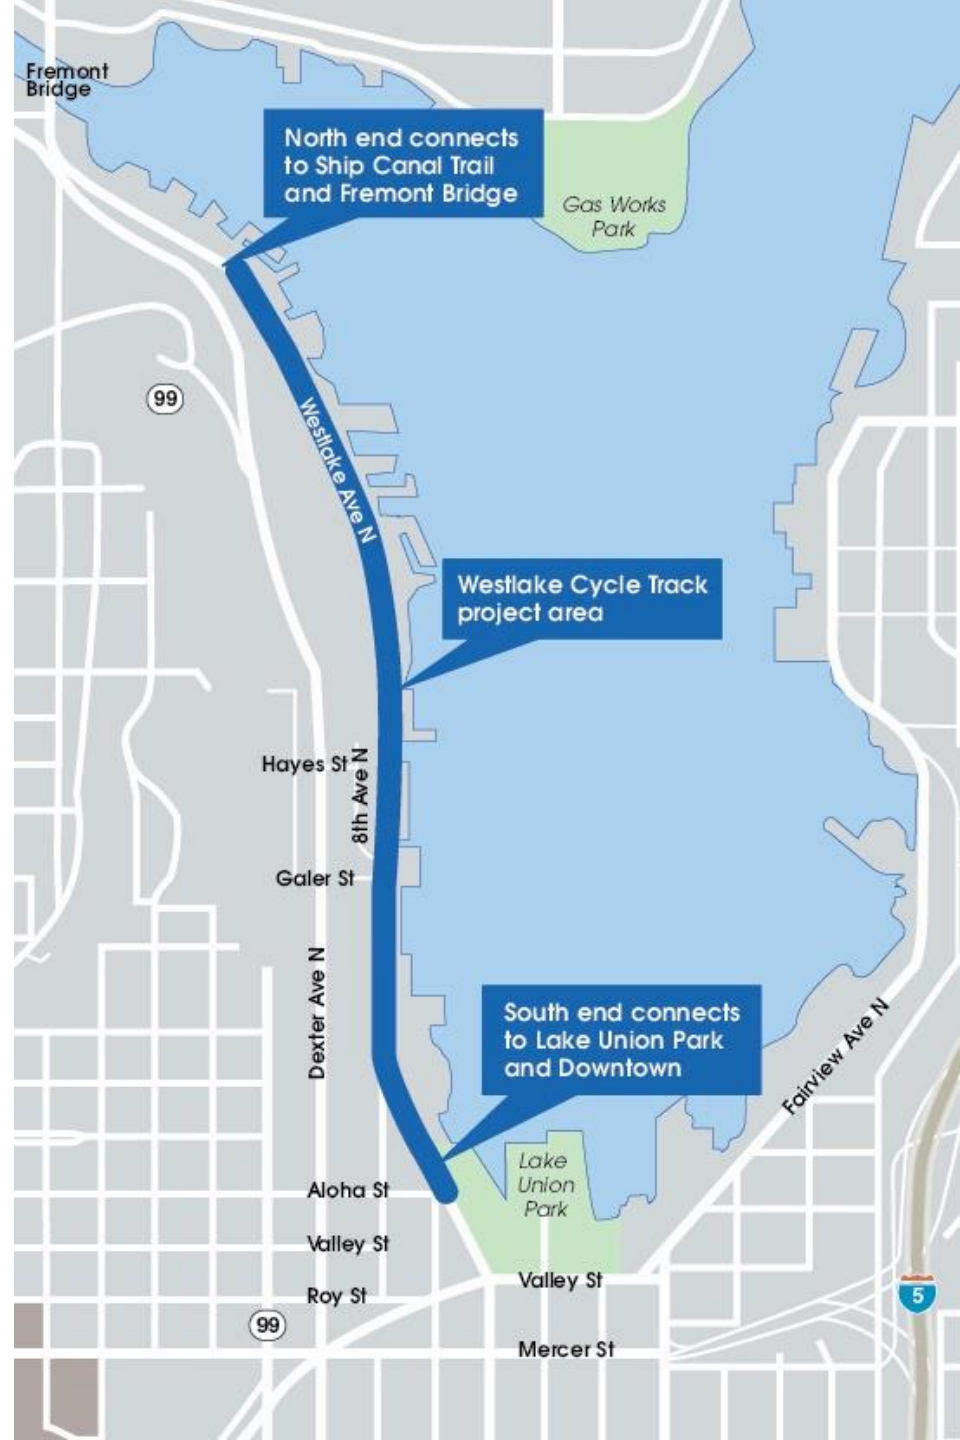 Fremont
Bridge
North end connects
to Ship Canal Trail
and Fremont Bridge
Gas Works
Park
99
Westlake Ave N
Westlake Cycle Track
project area
Hayes St
8th Ave N
Galer St
Dexter Ave N
South end connects
to Lake Union Park
and Downtown
Fairview Ave N
Lake
Union
Park
Aloha St
Valley St
Valley St
Roy St
5
99
Mercer St